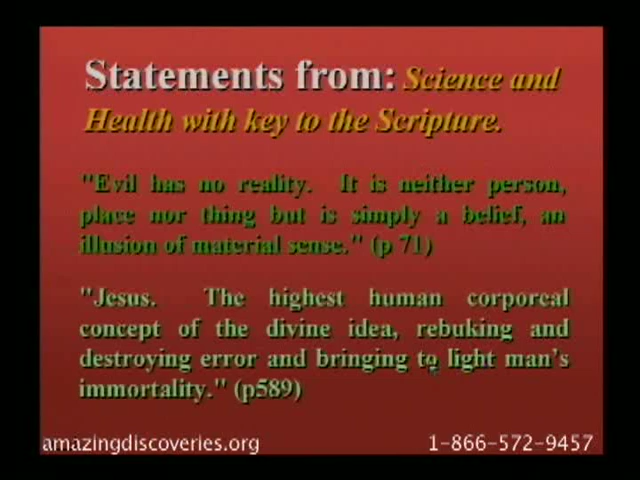 Statements from: Science and
Health with key to the Scripture.
"Evil has no reality. It is neither person,
place nor thing but is simply a belief, an
illusion of material sense." (p 71)
"Jesus. The highest human corporeal
concept of the divine idea, rebuking and
destroying error and bringing to light man's
immortality." (p589)
amazingdiscoveries.org
1-866-572-9457